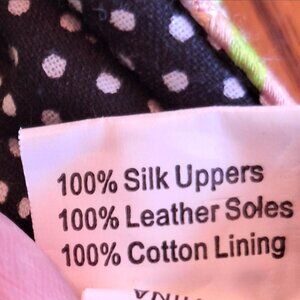 100% Silk Uppers
100% Leather Soles
100% Cotton Lining